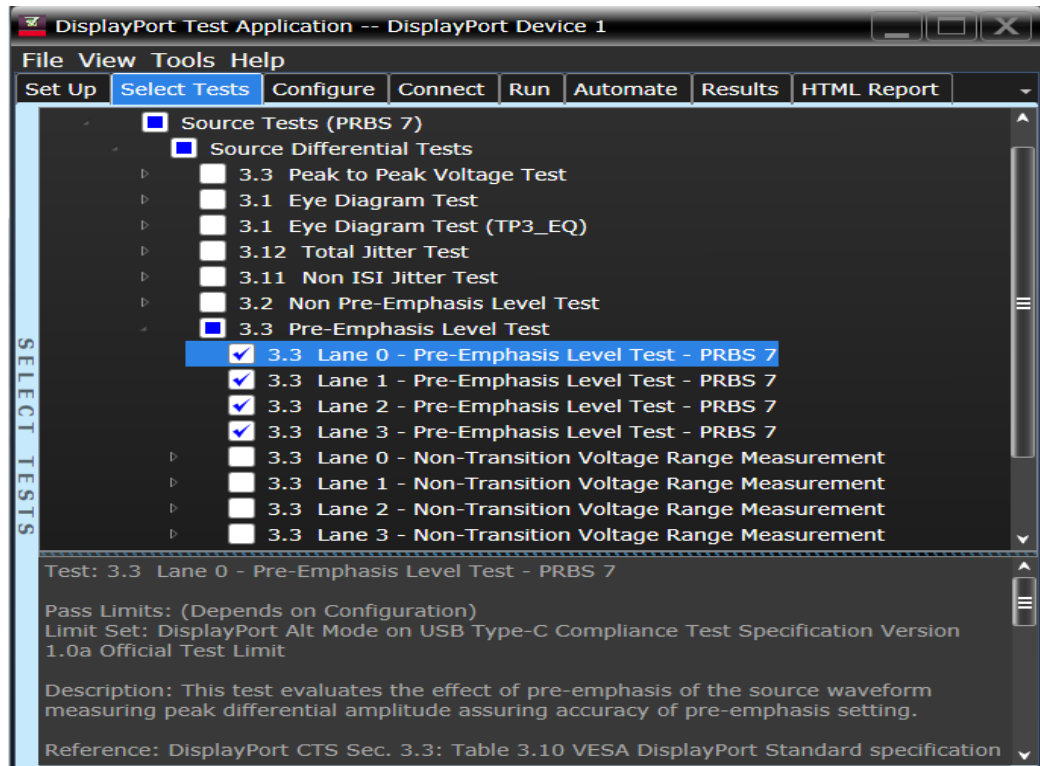 DisplayPort Test Application -- DisplayPort Device 1
File View Tools Help
Set Up Select Tests Configure Connect Run Automate Results HTML Report
Source Tests (PRBS 7)
Source Differential Tests
3.3 Peak to Peak Voltage Test
3.1 Eye Diagram Test
3.1 Eye Diagram Test (TP3_EQ)
3.12 Total Jitter Test
3.11 Non ISI Jitter Test
3.2 Non Pre-Emphasis Level Test
3.3 Pre-Emphasis Level Test
3.3 Lane 0 - Pre-Emphasis Level Test - PRBS 7
3.3 Lane 1 - Pre-Emphasis Level Test - PRBS 7
3.3 Lane 2 - Pre-Emphasis Level Test - PRBS 7
3.3 Lane 3 - Pre-Emphasis Level Test - PRBS 7
3.3 Lane 0 - Non-Transition Voltage Range Measurement
3.3 Lane 1 - Non-Transition Voltage Range Measurement
3.3 Lane 2 - Non-Transition Voltage Range Measurement
3.3 Lane 3 - Non-Transition Voltage Range Measurement
SELECT TESTS
Test: 3.3 Lane 0 - Pre-Emphasis Level Test - PRBS 7
Pass Limits: (Depends on Configuration)
Limit Set: DisplayPort Alt Mode on USB Type-C Compliance Test Specification Version
1.0a Official Test Limit
Description: This test evaluates the effect of pre-emphasis of the source waveform
measuring peak differential amplitude assuring accuracy of pre-emphasis setting.
Reference: DisplayPort CTS Sec. 3.3: Table 3.10 VESA DisplayPort Standard specification